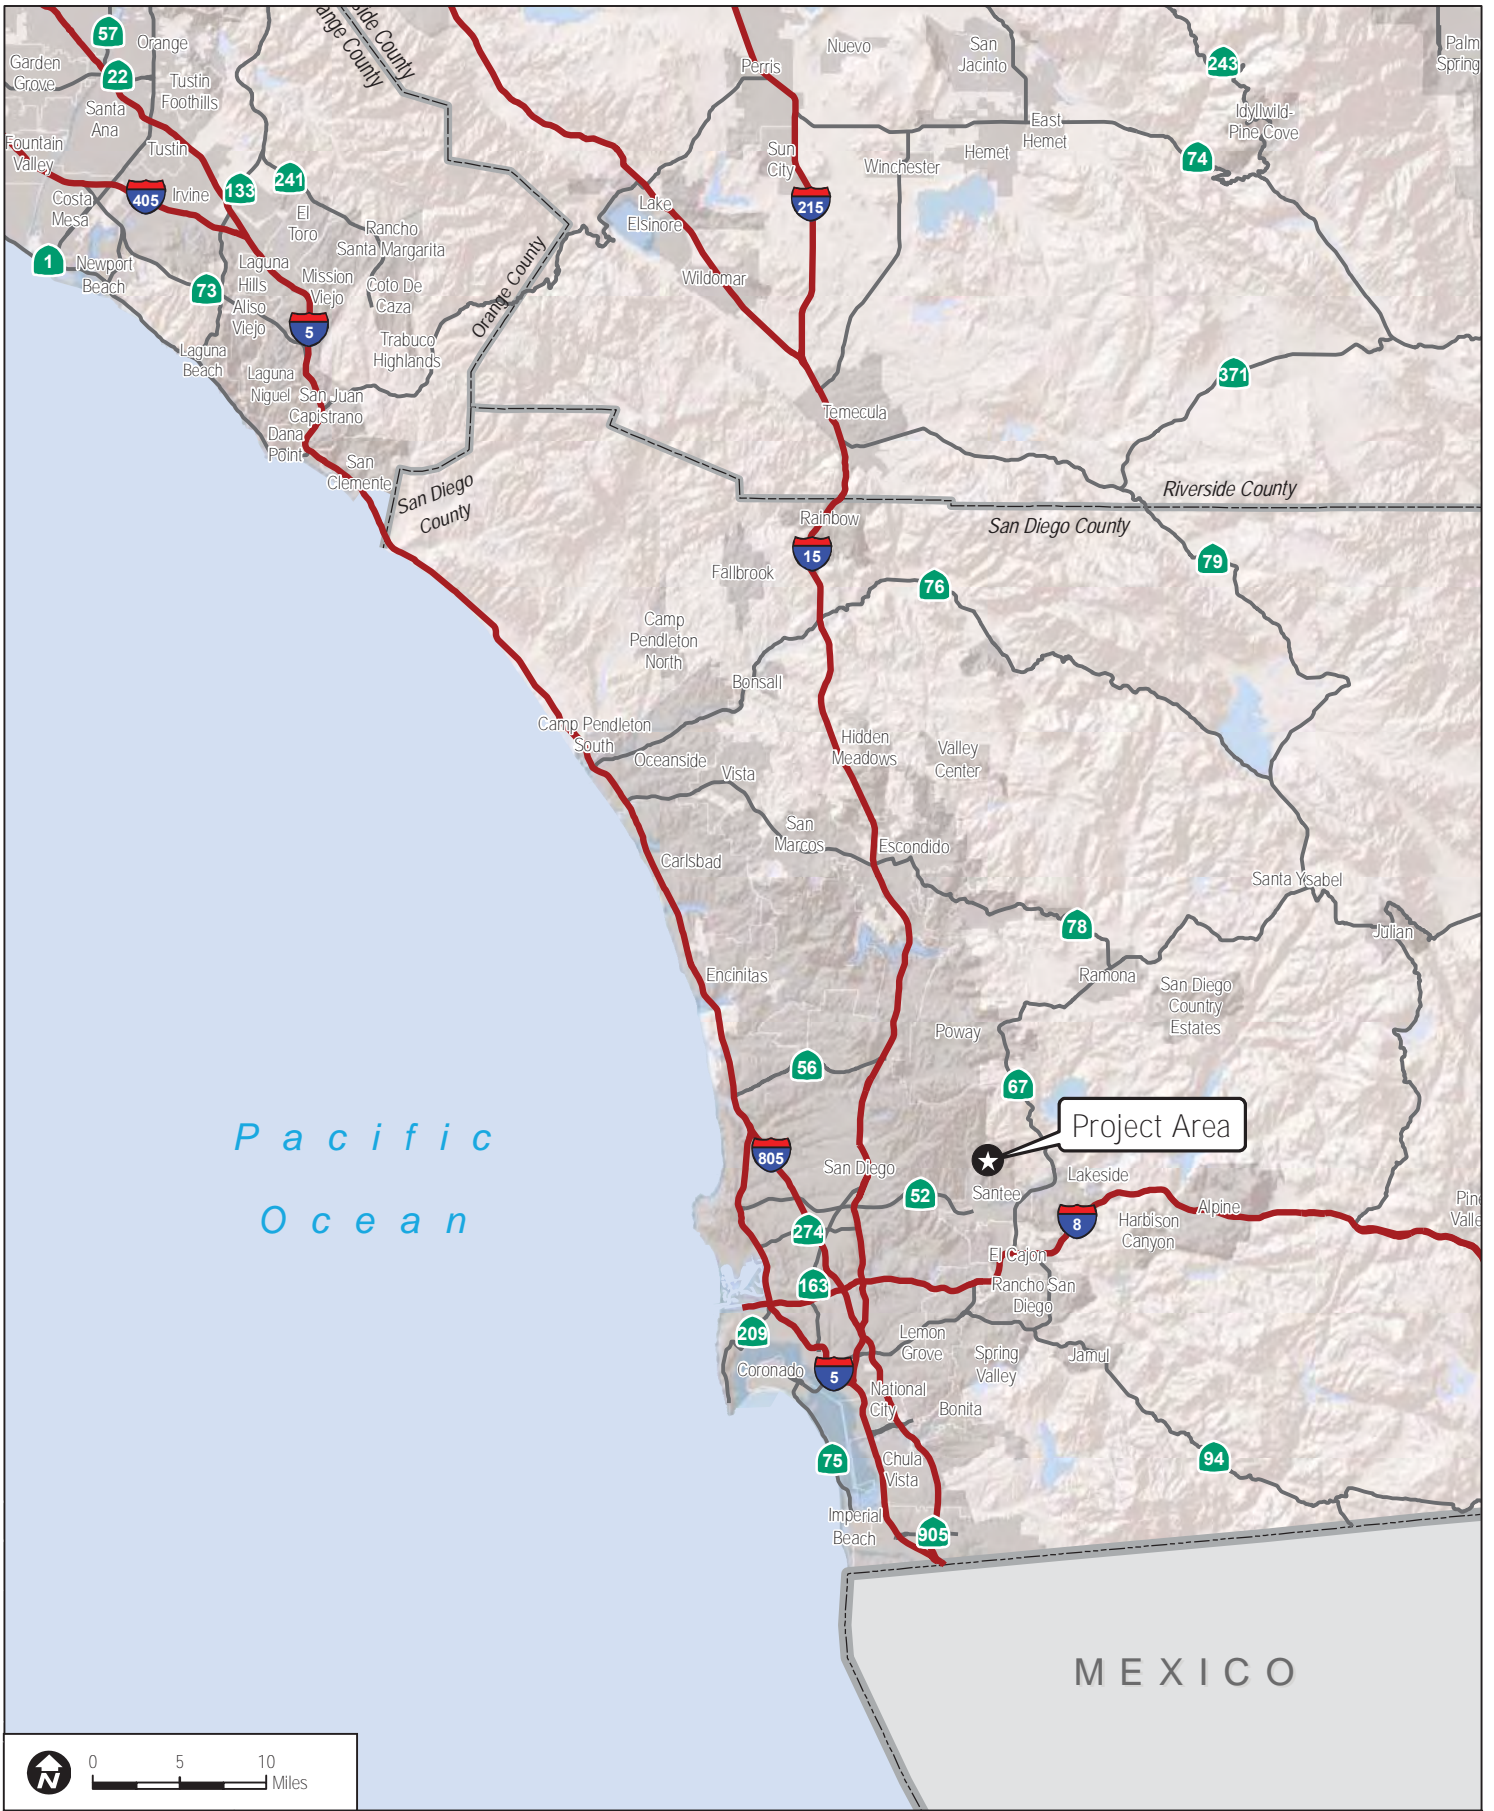 57
Orange
22
Garden
Grove
Tustin
Foothills
Santa
Ana
Fountain
Valley
Tustin
405
Irvine
133
241
Costa
Mesa
El
Toro
Rancho
Santa Margarita
1
Newport
Beach
73
Laguna
Hills
Mission
Viejo
Coto De
Caza
Aliso
Viejo
5
Trabuco
Highlands
Laguna
Beach
Laguna
Niguel
San Juan
Capistrano
Dana
Point
San
Clemente
Orange County
San Diego
County
Perris
Nuevo
San
Jacinto
243
Palm
Spring
Idyllwild-
Pine Cove
East
Hemet
Hemet
74
Sun
City
Winchester
215
Lake
Elsinore
Wildomar
371
Temecula
Riverside County
San Diego County
Rainbow
15
Fallbrook
76
79
Camp
Pendleton
North
Bonsall
Camp Pendleton
South
Oceanside
Vista
Hidden
Meadows
Valley
Center
San
Marcos
Escondido
Carlsbad
Santa Ysabel
78
Julian
Encinitas
Ramona
San Diego
Country
Estates
Poway
56
67
Project Area
805
San Diego
Lakeside
52
Santee
Alpine
Pine
Valle
8
Harbison
Canyon
274
El Cajon
163
Rancho San
Diego
209
Lemon
Grove
Spring
Valley
Jamul
Coronado
5
National
City
Bonita
75
Chula
Vista
94
Imperial
Beach
905
Pacific
Ocean
MEXICO
N
0 5 10
Miles